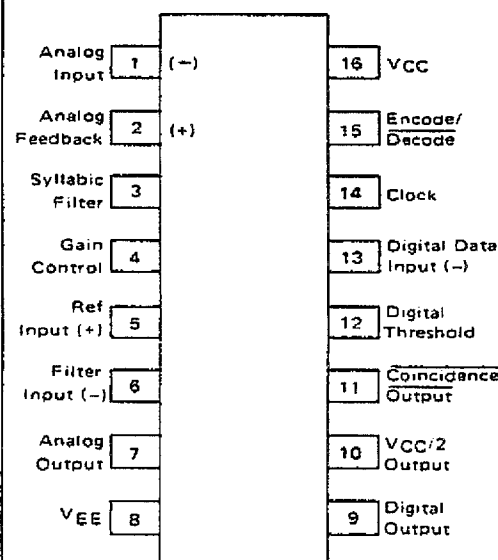 Analog
Input
1
(−)
16
VCC
Analog
Feedback
2
(+)
15
Encode/
Decode
Syllabic
Filter
3
14
Clock
Gain
Control
4
13
Digital Data
Input (−)
Ref
Input (+)
5
12
Digital
Threshold
Filter
Input (−)
6
11
Coincidence
Output
Analog
Output
7
10
VCC/2
Output
VEE
8
9
Digital
Output